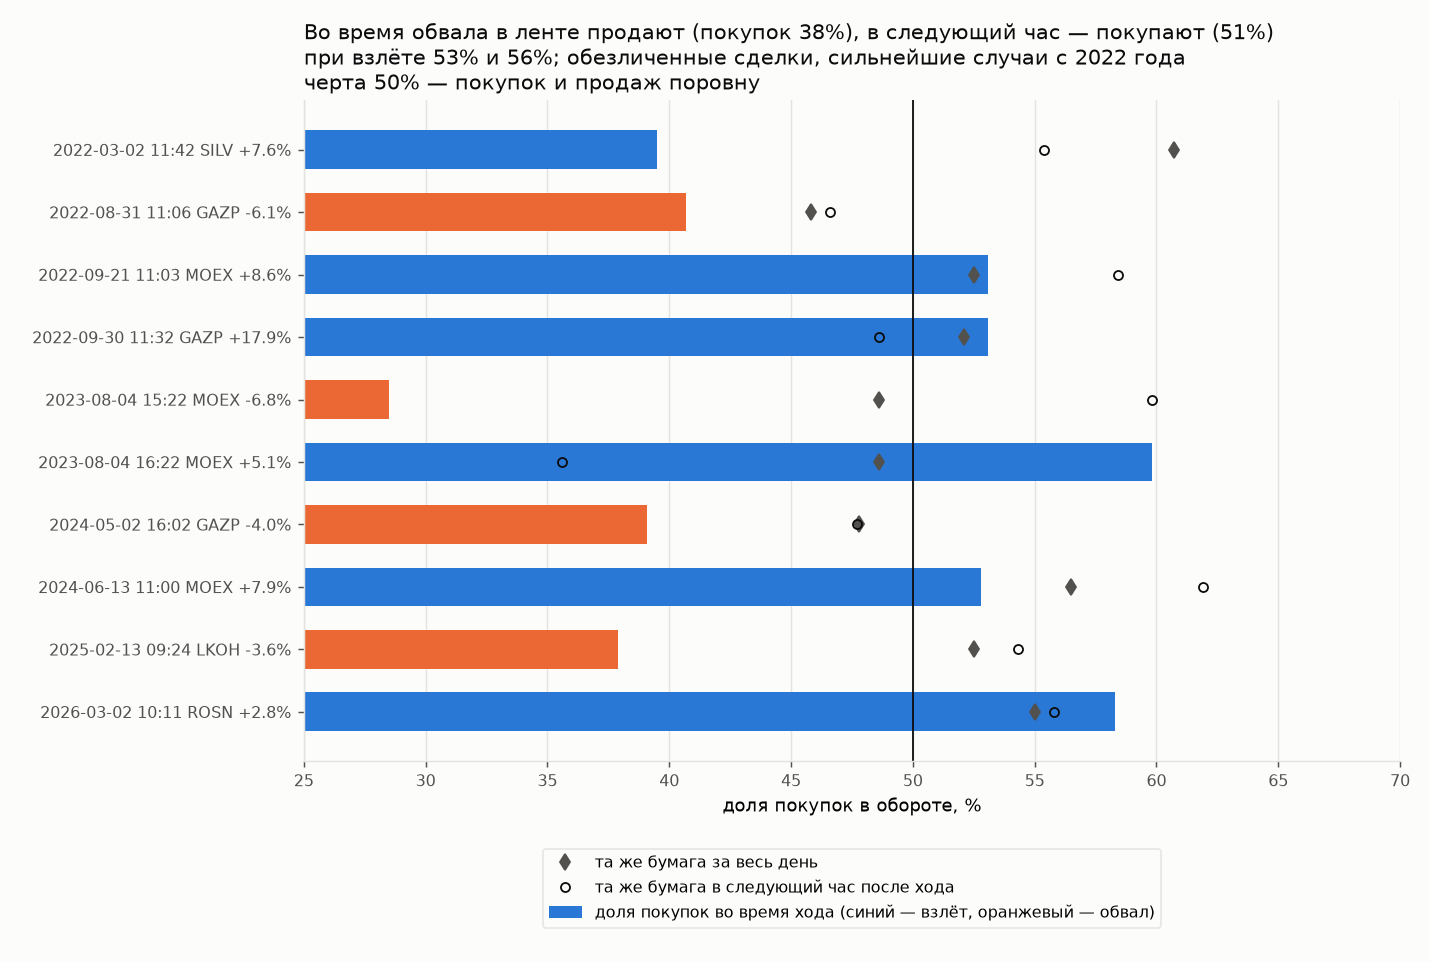 Во время обвала в ленте продают (покупок 38%), в следующий час — покупают (51%)
при взлёте 53% и 56%; обезличенные сделки, сильнейшие случаи с 2022 года
черта 50% — покупок и продаж поровну
2022-03-02 11:42 SILV +7.6%
2022-08-31 11:06 GAZP -6.1%
2022-09-21 11:03 MOEX +8.6%
2022-09-30 11:32 GAZP +17.9%
2023-08-04 15:22 MOEX -6.8%
2023-08-04 16:22 MOEX +5.1%
2024-05-02 16:02 GAZP -4.0%
2024-06-13 11:00 MOEX +7.9%
2025-02-13 09:24 LKOH -3.6%
2026-03-02 10:11 ROSN +2.8%
25 30 35 40 45 50 55 60 65 70
доля покупок в обороте, %
та же бумага за весь день
та же бумага в следующий час после хода
доля покупок во время хода (синий — взлёт, оранжевый — обвал)